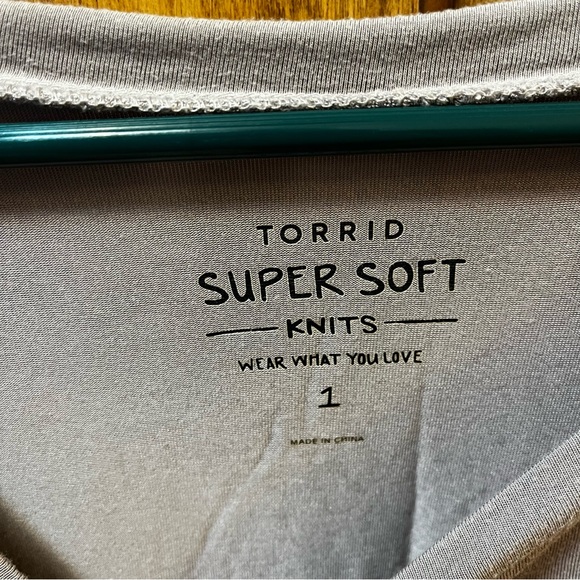 TORRID
SUPER SOFT
KNITS
WEAR WHAT YOU LOVE
1
MADE IN CHINA